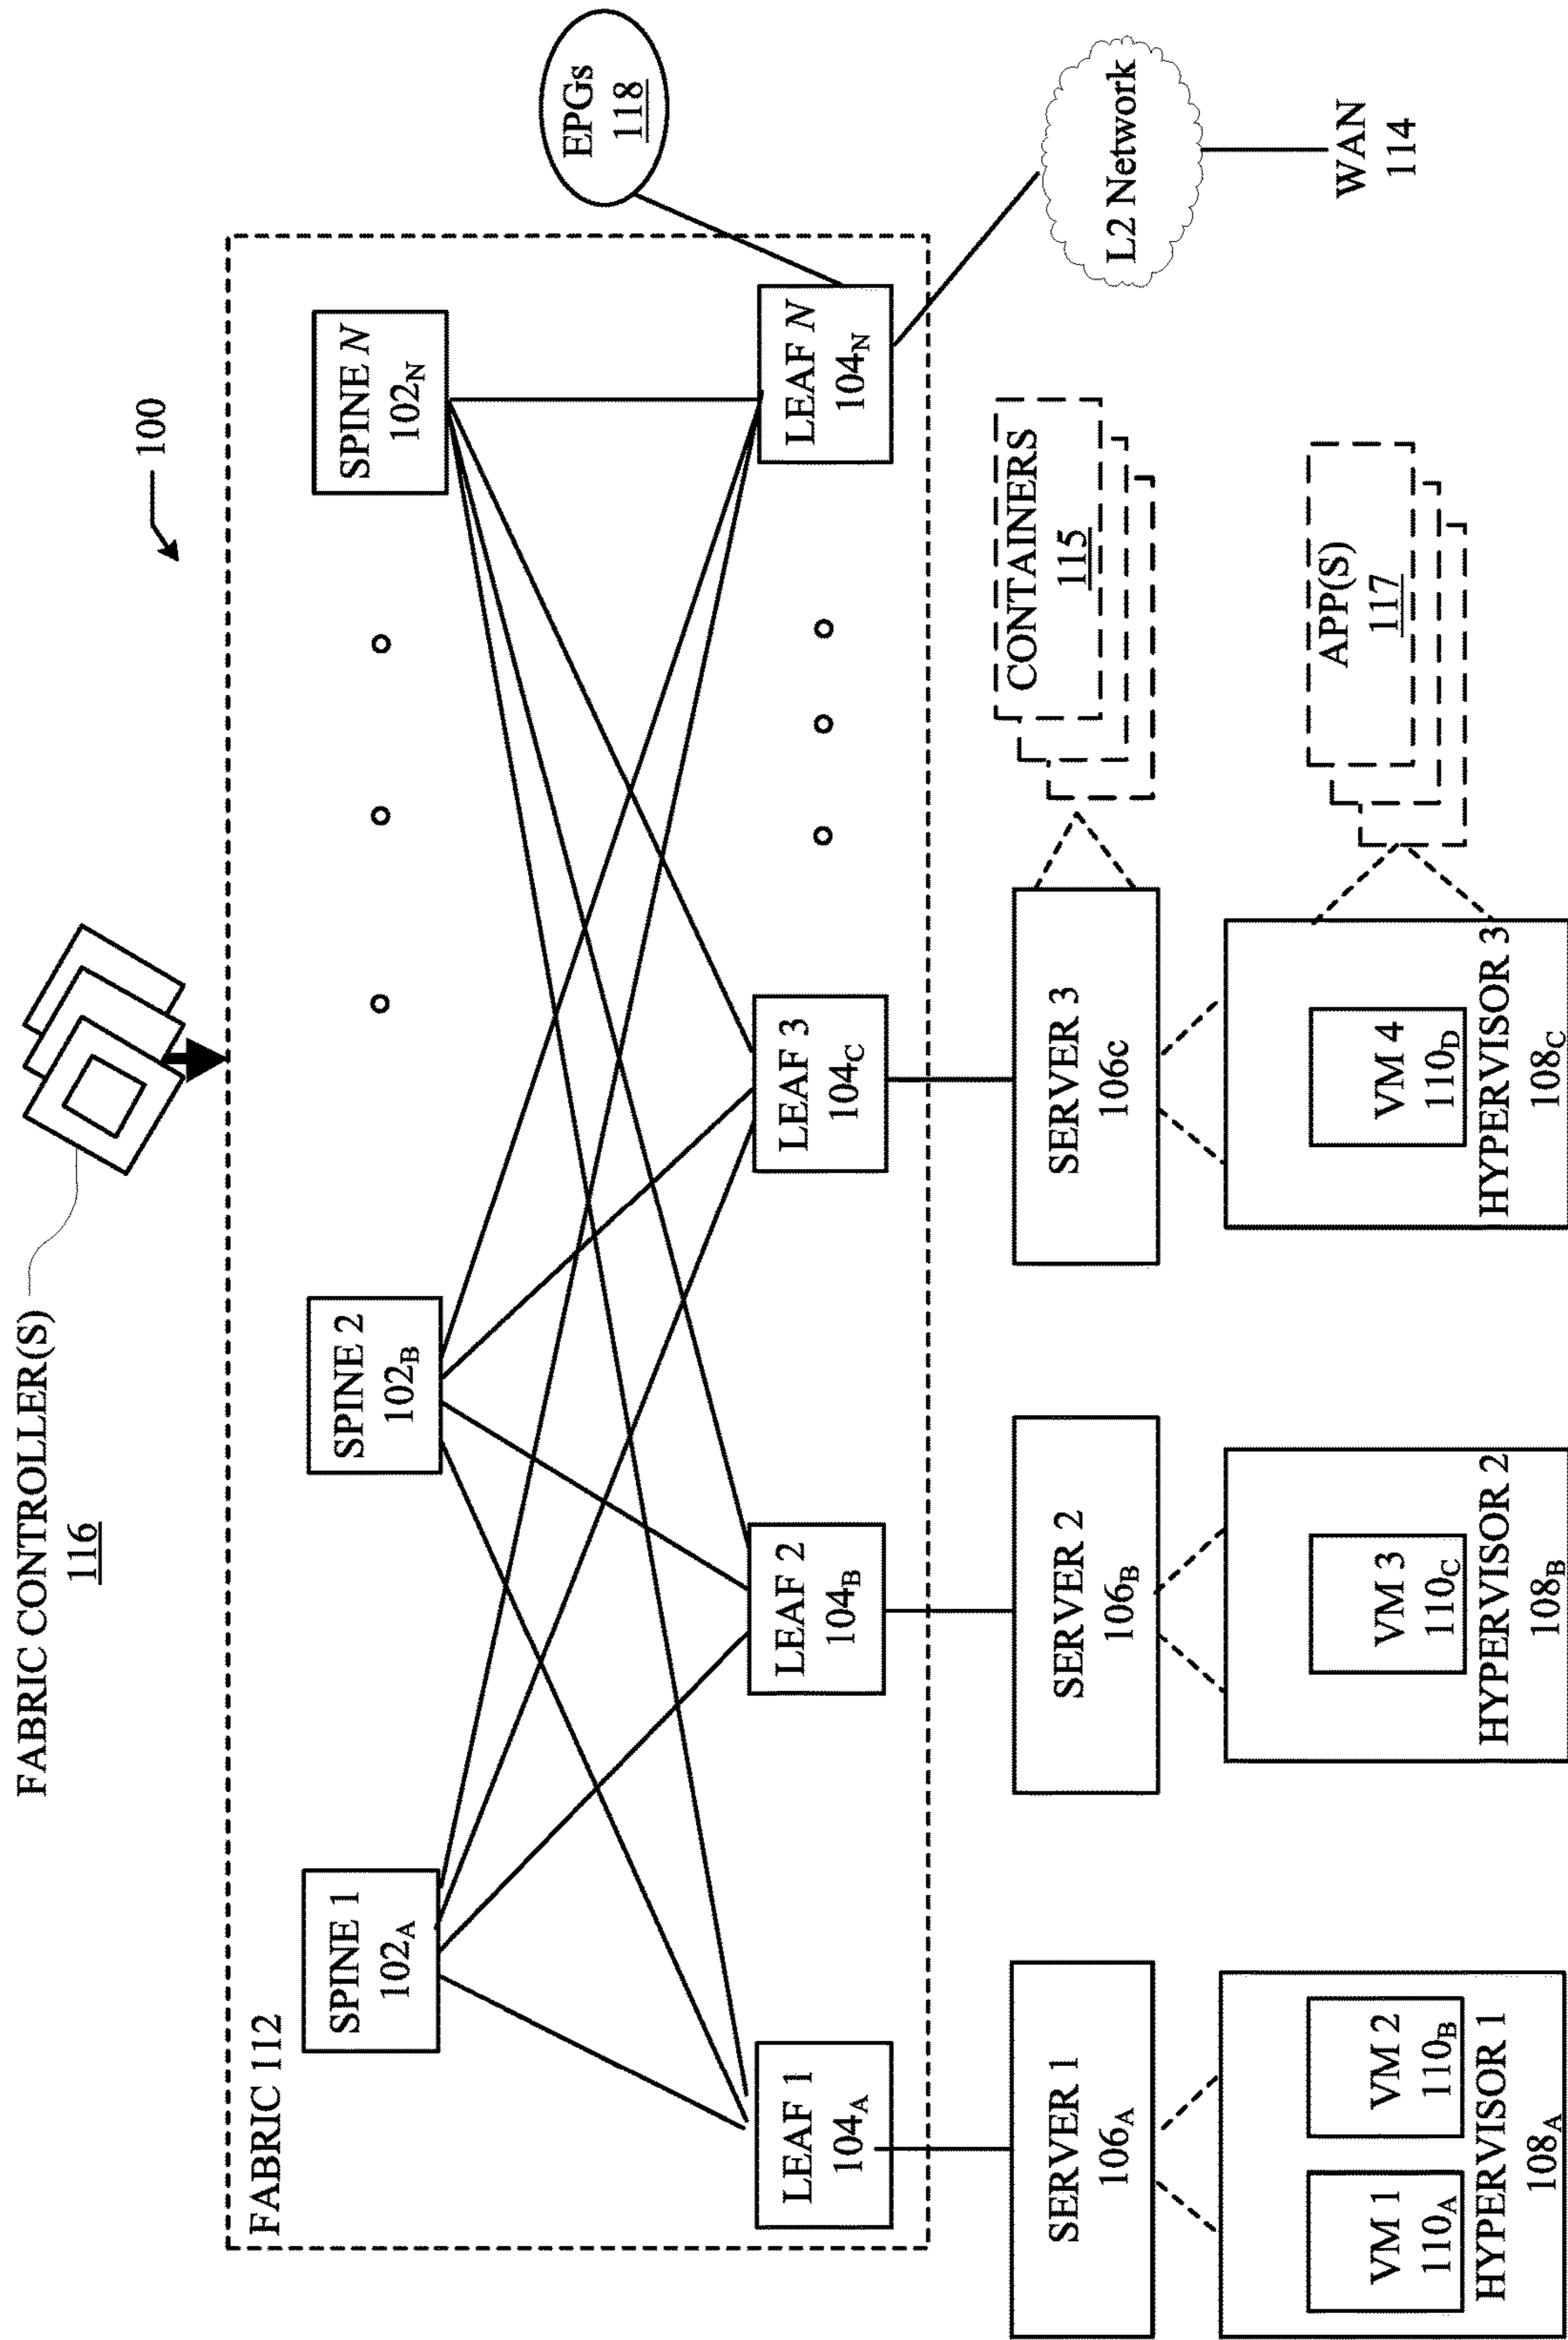 FABRIC CONTROLLER(S)
116
100
FABRIC 112
SPINE 1
102A
SPINE 2
102B
SPINE N
102N
EPGs
118
LEAF 1
104A
LEAF 2
104B
LEAF 3
104C
LEAF N
104N
L2 Network
WAN
114
SERVER 1
106A
SERVER 2
106B
SERVER 3
106c
CONTAINERS
115
APP(S)
117
VM 1
110A
VM 2
110B
HYPERVISOR 1
108A
VM 3
110C
HYPERVISOR 2
108B
VM 4
110D
HYPERVISOR 3
108C